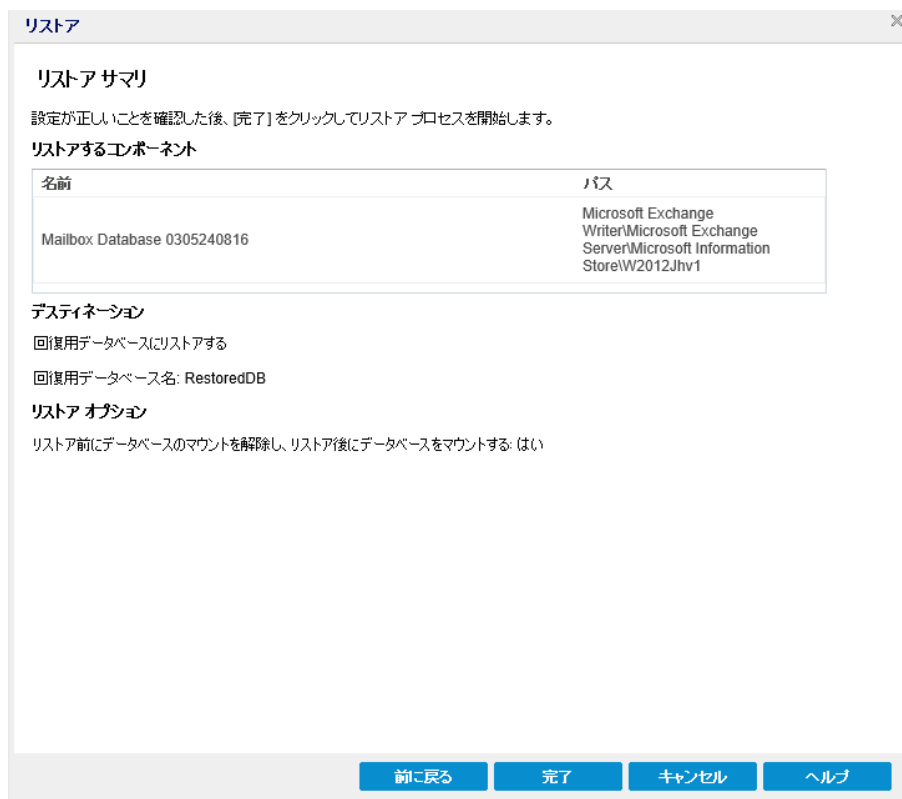 リストア
リストア サマリ
設定が正しいことを確認した後、[完了] をクリックしてリストア プロセスを開始します。
リストアするコンポーネント
名前 パス
Mailbox Database 0305240816
Microsoft Exchange
Writer\Microsoft Exchange
Server\Microsoft Information
Store\W2012Jhv1
デスティネーション
回復用データベースにリストアする
回復用データベース名: RestoredDB
リストア オプション
リストア前にデータベースのマウントを解除し、リストア後にデータベースをマウントする: はい
前に戻る 完了 キャンセル ヘルプ